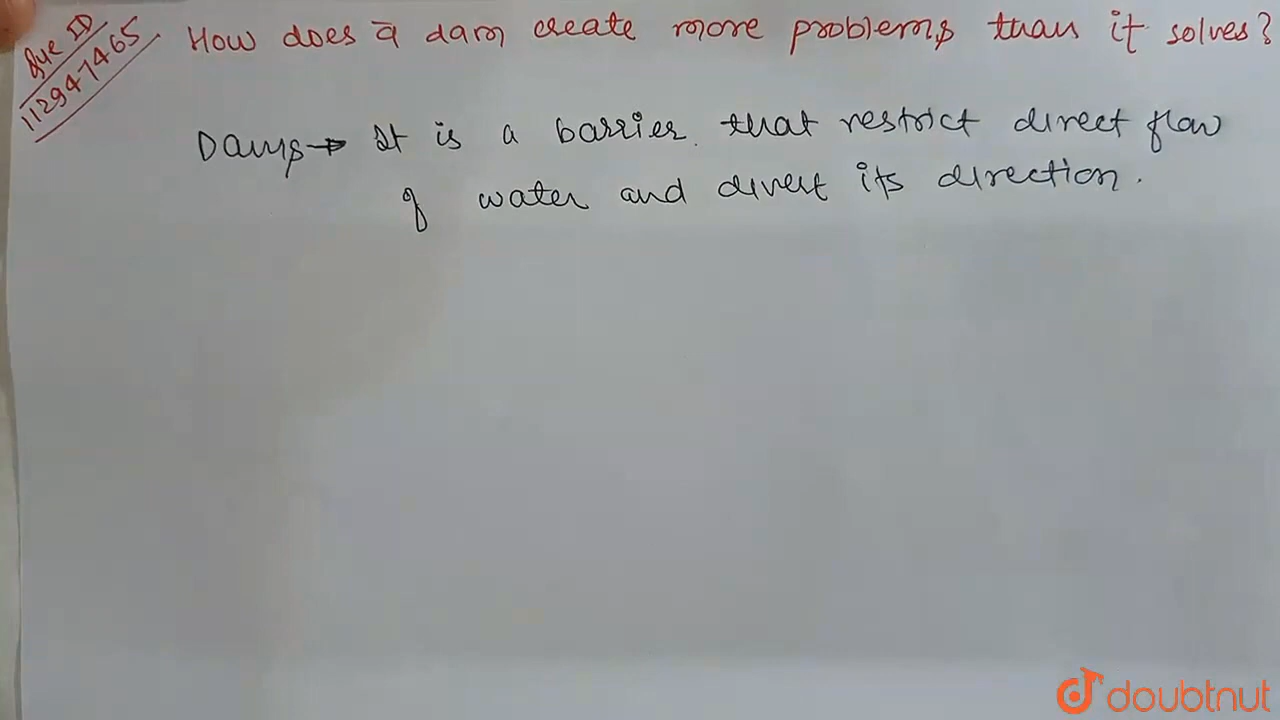 Que ID
112947465
How does a dam create more problems than it solves?
Dams → It is a barrier that restrict direct flow
of water and divert its direction.
doubtnut